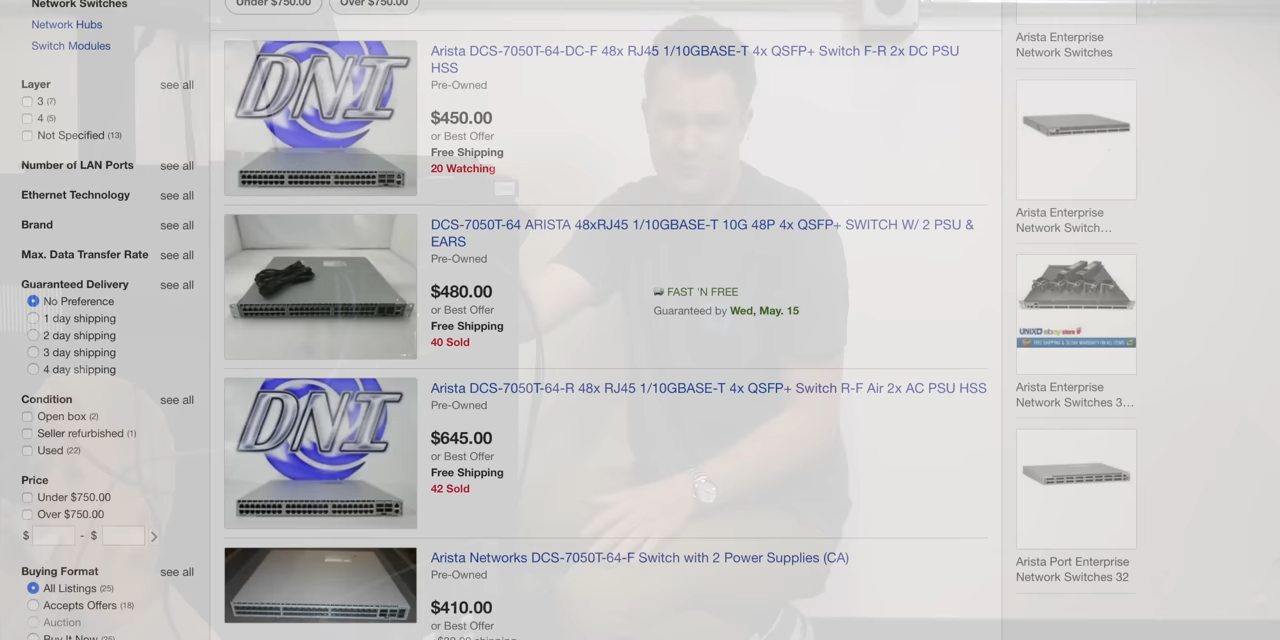 Network Switches
Network Hubs
Switch Modules
Layer see all
3 (7)
4 (5)
Not Specified (13)
Number of LAN Ports see all
Ethernet Technology see all
Brand see all
Max. Data Transfer Rate see all
Guaranteed Delivery see all
No Preference
1 day shipping
2 day shipping
3 day shipping
4 day shipping
Condition see all
Open box (2)
Seller refurbished (1)
Used (22)
Price
Under $750.00
Over $750.00
$ - $
Buying Format see all
All Listings (25)
Accepts Offers (18)
Auction
Buy It Now (25)
Under $750.00 Over $750.00
DNI
Arista DCS-7050T-64-DC-F 48x RJ45 1/10GBASE-T 4x QSFP+ Switch F-R 2x DC PSU
HSS
Pre-Owned
$450.00
or Best Offer
Free Shipping
20 Watching
DCS-7050T-64 ARISTA 48xRJ45 1/10GBASE-T 10G 48P 4x QSFP+ SWITCH W/ 2 PSU &
EARS
Pre-Owned
$480.00
or Best Offer
Free Shipping
40 Sold
FAST 'N FREE
Guaranteed by Wed, May. 15
DNI
Arista DCS-7050T-64-R 48x RJ45 1/10GBASE-T 4x QSFP+ Switch R-F Air 2x AC PSU HSS
Pre-Owned
$645.00
or Best Offer
Free Shipping
42 Sold
Arista Networks DCS-7050T-64-F Switch with 2 Power Supplies (CA)
Pre-Owned
$410.00
Arista Enterprise
Network Switches
Arista Enterprise
Network Switch...
UNIXD ebay store
Arista Enterprise
Network Switches 3...
Arista Port Enterprise
Network Switches 32